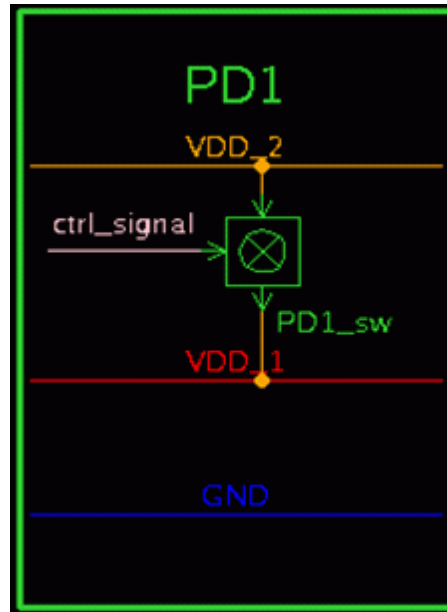 PD1
VDD_2
ctrl_signal
PD1_sw
VDD_1
GND